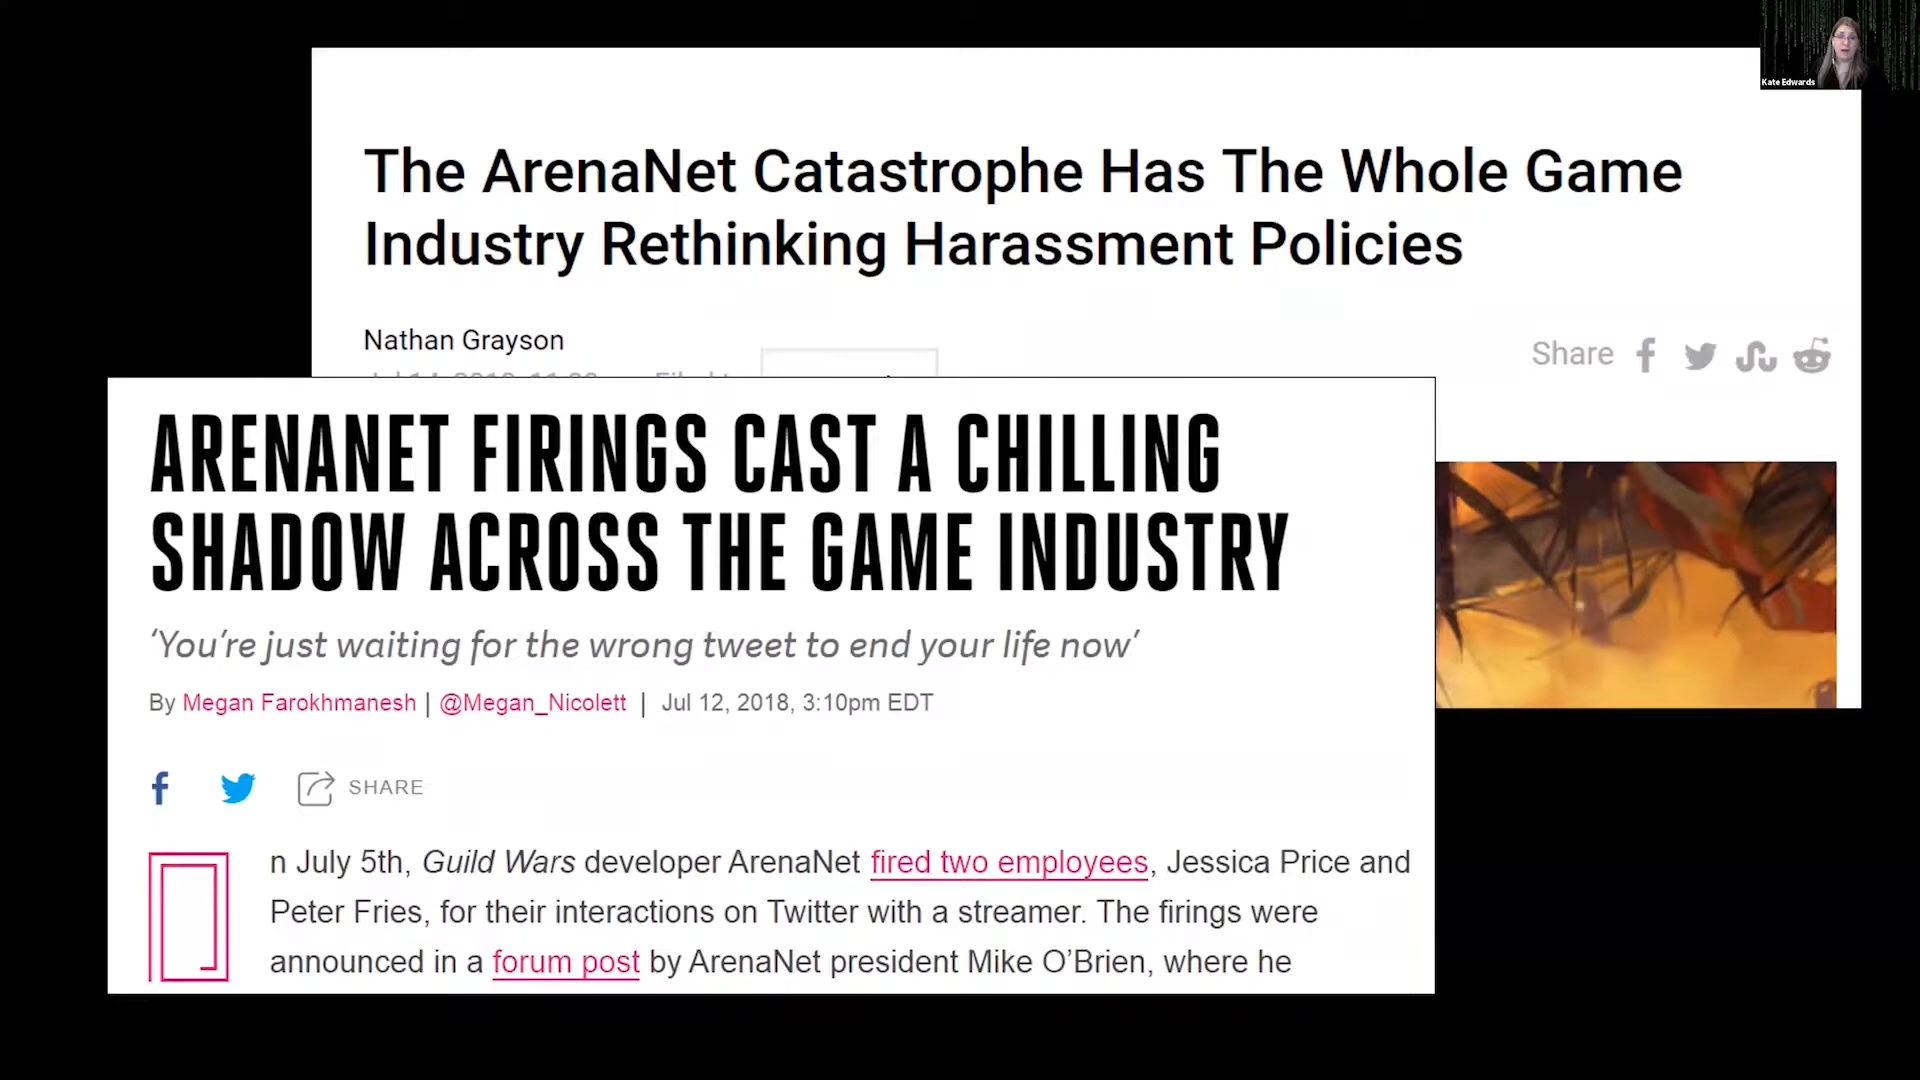 Kate Edwards
The ArenaNet Catastrophe Has The Whole Game
Industry Rethinking Harassment Policies
Nathan Grayson
Share
ARENANET FIRINGS CAST A CHILLING
SHADOW ACROSS THE GAME INDUSTRY
‘You’re just waiting for the wrong tweet to end your life now’
By Megan Farokhmanesh | @Megan_Nicolett | Jul 12, 2018, 3:10pm EDT
SHARE
On July 5th, Guild Wars developer ArenaNet fired two employees, Jessica Price and
Peter Fries, for their interactions on Twitter with a streamer. The firings were
announced in a forum post by ArenaNet president Mike O’Brien, where he